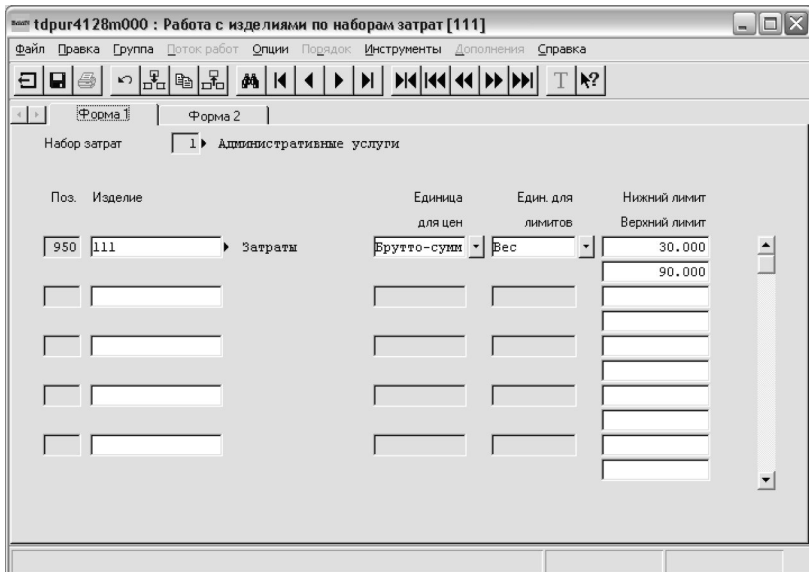 tdpur4128m000 : Работа с изделиями по наборам затрат [111]
Файл Правка Группа Поток работ Опции Порядок Инструменты Дополнения Справка
T ?
Форма 1 Форма 2
Набор затрат 1 Административные услуги
Поз. Изделие Единица Един. для Нижний лимит
для цен лимитов Верхний лимит
950 111 Затраты Брутто-сумм Вес 30.000
90.000